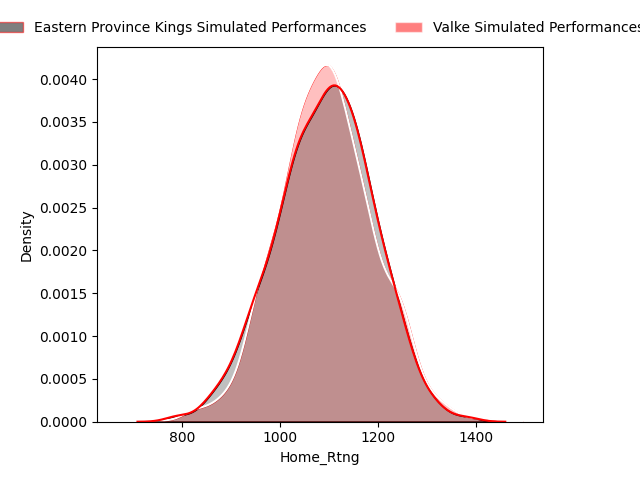 Eastern Province Kings Simulated Performances Valke Simulated Performances
0.0040
0.0035
0.0030
0.0025
0.0020
0.0015
0.0010
0.0005
0.0000
Density
800 1000 1200 1400
Home_Rtng